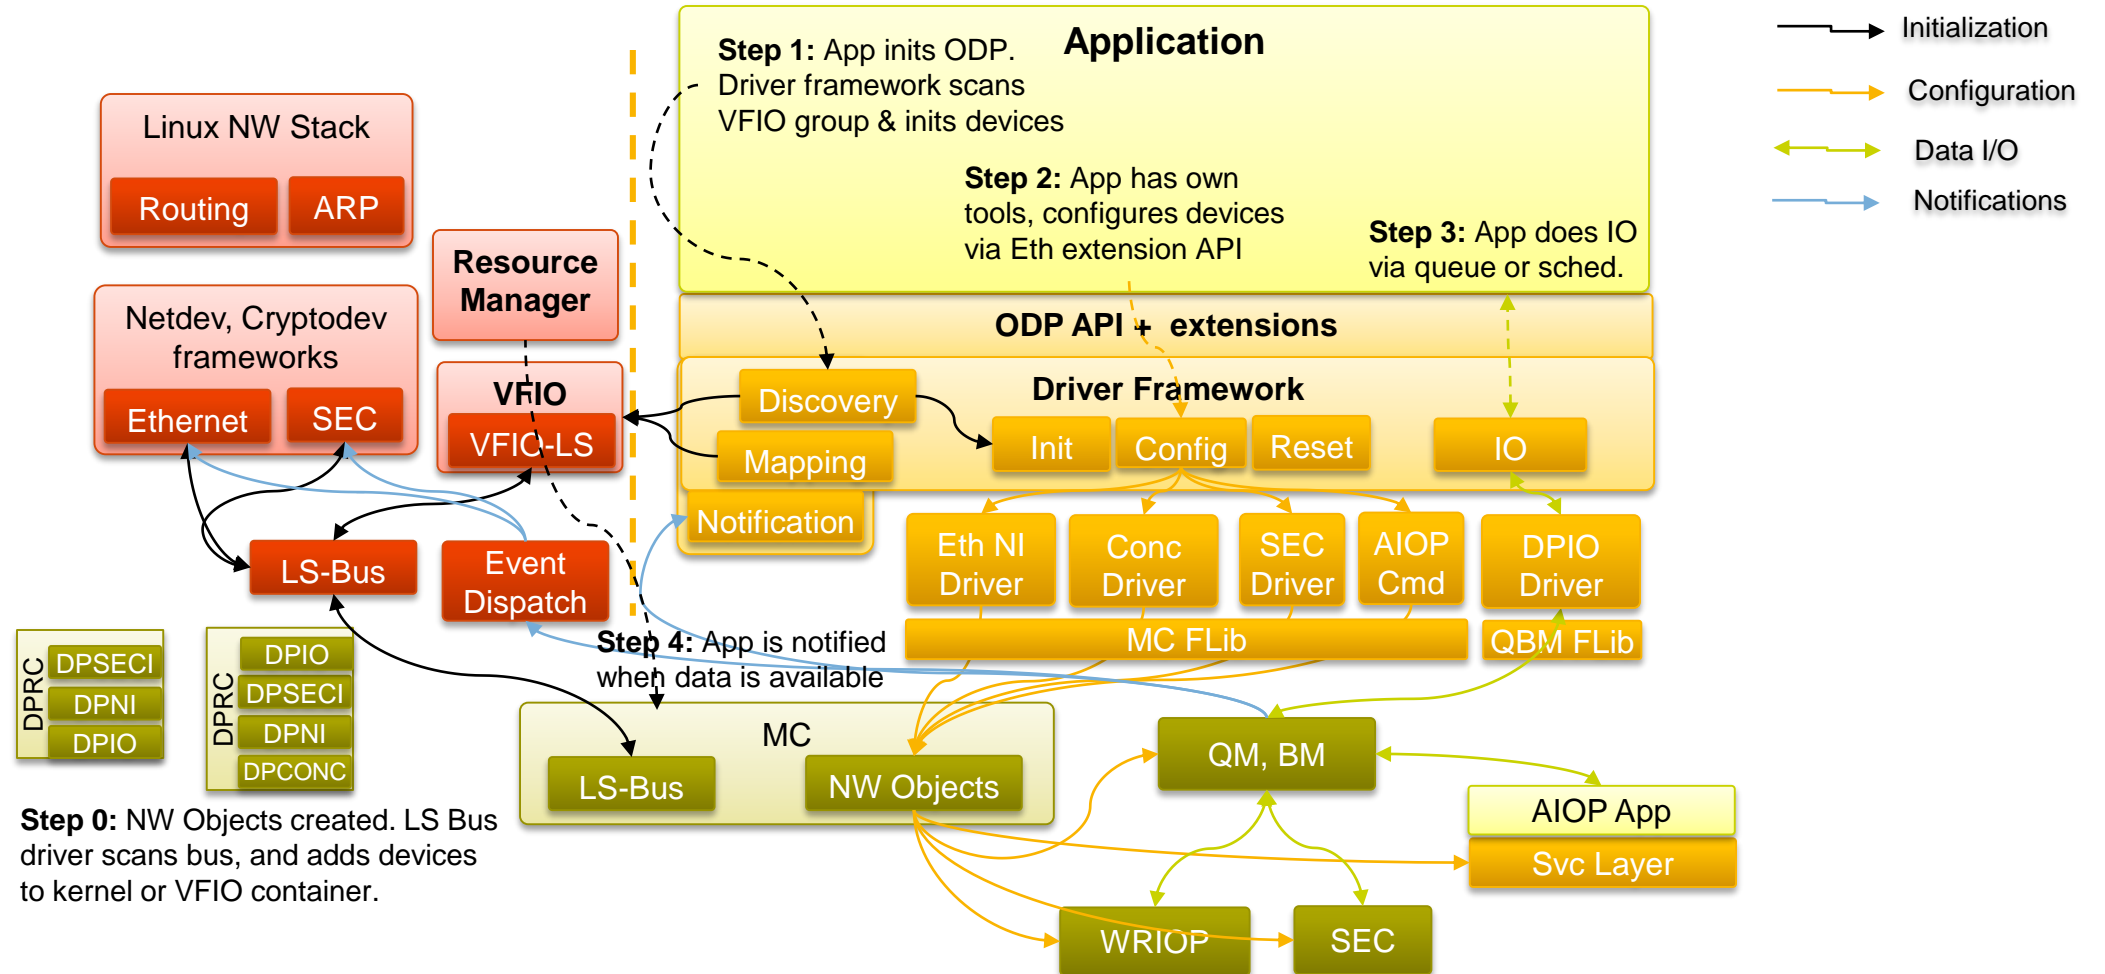 Application
Step 1: App inits ODP.
Driver framework scans
VFIO group & inits devices
Step 2: App has own
tools, configures devices
via Eth extension API
Step 3: App does IO
via queue or sched.
Initialization
Configuration
Data I/O
Notifications
Linux NW Stack
Routing
ARP
Resource
Manager
Netdev, Cryptodev
frameworks
Ethernet
SEC
VFIO
VFIO-LS
ODP API + extensions
Driver Framework
Discovery
Mapping
Notification
Init
Config
Reset
IO
LS-Bus
Event
Dispatch
Eth NI
Driver
Conc
Driver
SEC
Driver
AIOP
Cmd
DPIO
Driver
MC FLib
QBM FLib
Step 4: App is notified
when data is available
DPRC
DPSECI
DPNI
DPIO
DPRC
DPIO
DPSECI
DPNI
DPCONC
MC
LS-Bus
NW Objects
QM, BM
AIOP App
Svc Layer
WRIOP
SEC
Step 0: NW Objects created. LS Bus
driver scans bus, and adds devices
to kernel or VFIO container.